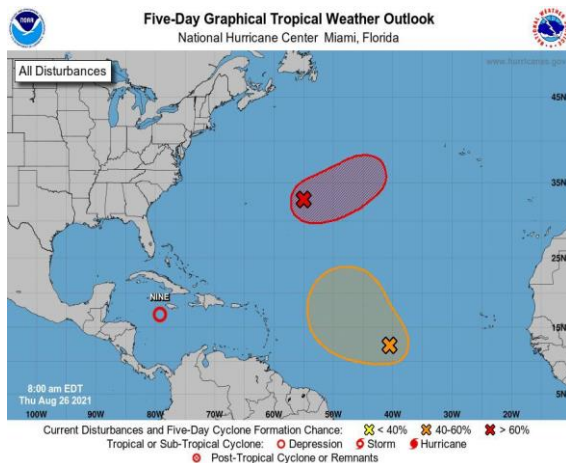 Five-Day Graphical Tropical Weather Outlook
National Hurricane Center Miami, Florida
All Disturbances
www.hurricanes.gov
45N
35N
25N
NINE
15N
5N
8:00 am EDT
Thu Aug 26 2021
100W 90W 80W 70W 60W 50W 40W 30W 20W 10W
Current Disturbances and Five-Day Cyclone Formation Chance: < 40% 40-60% > 60%
Tropical or Sub-Tropical Cyclone: Depression Storm Hurricane
Post-Tropical Cyclone or Remnants